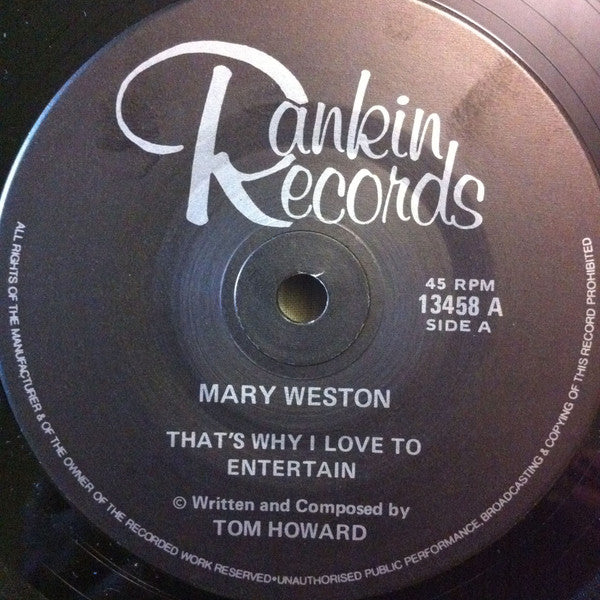 Rankin
Records
45 RPM
13458 A
SIDE A
MARY WESTON
THAT'S WHY I LOVE TO
ENTERTAIN
© Written and Composed by
TOM HOWARD
ALL RIGHTS OF THE MANUFACTURER & OF THE OWNER OF THE RECORDED WORK RESERVED•UNAUTHORISED PUBLIC PERFORMANCE BROADCASTING & COPYING OF THIS RECORD PROHIBITED